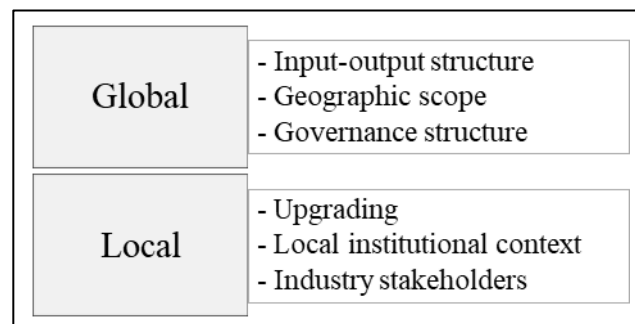 Global
- Input-output structure
- Geographic scope
- Governance structure
Local
- Upgrading
- Local institutional context
- Industry stakeholders